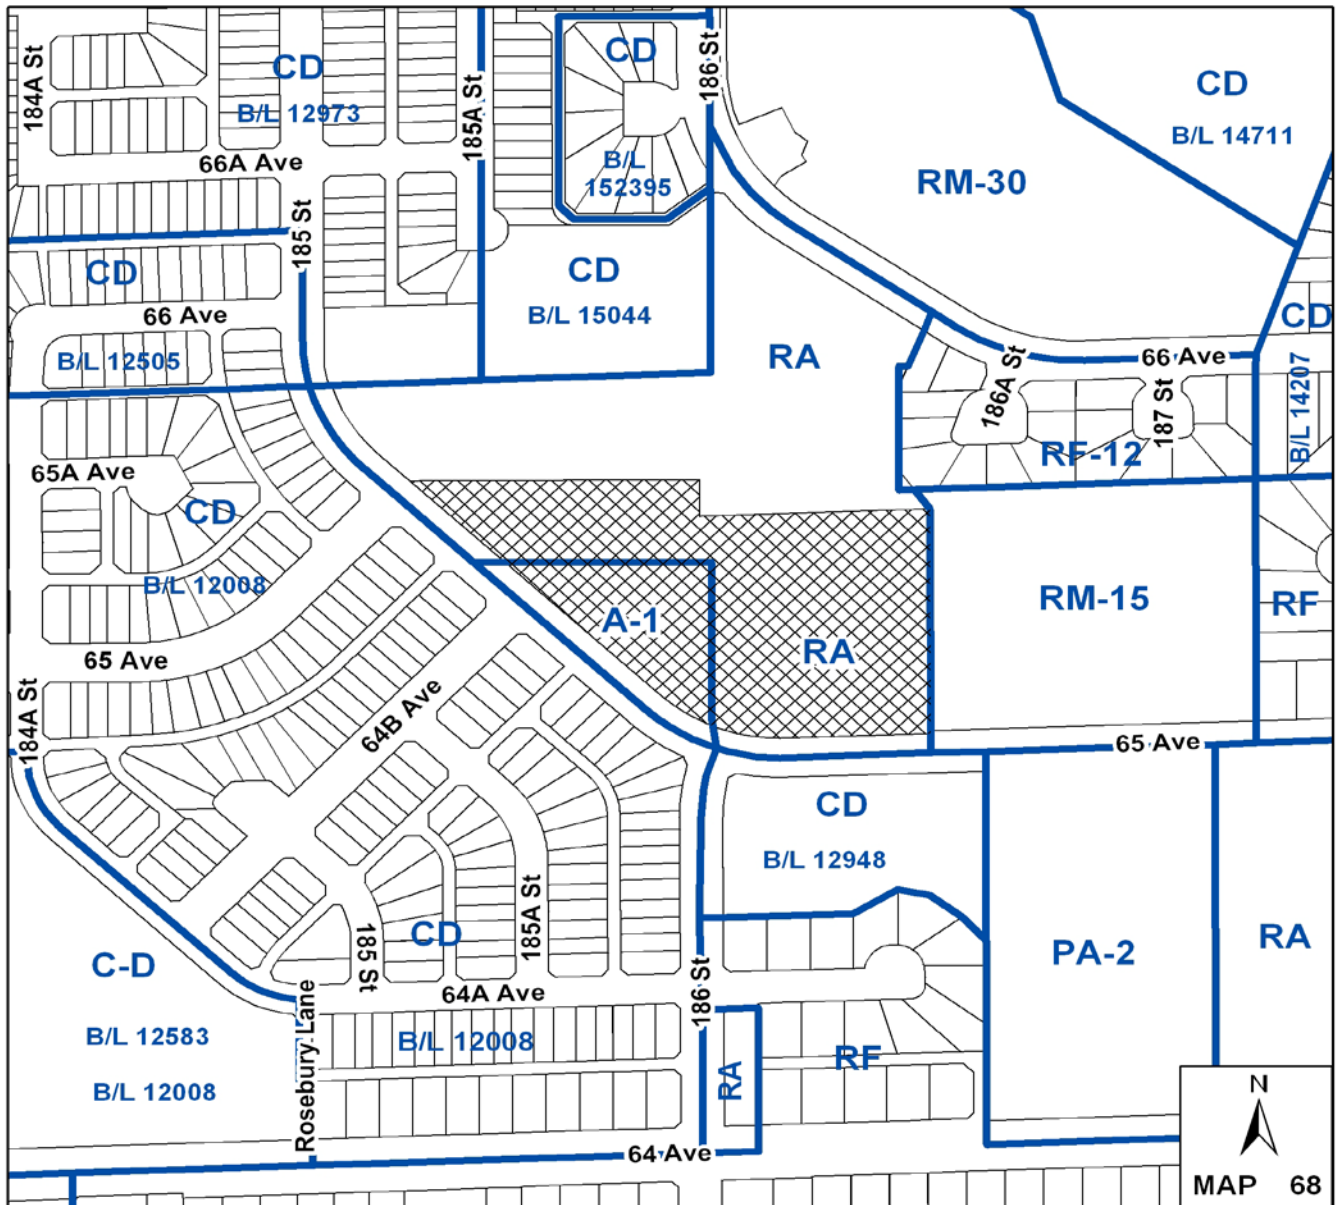 184A St
CD
B/L 12973
185A St
CD
B/L
152395
186 St
CD
B/L 14711
66A Ave
RM-30
185 St
CD
66 Ave
B/L 12505
CD
B/L 15044
RA
186A St
66 Ave
187 St
CD
B/L 14207
RF-12
65A Ave
CD
B/L 12008
A-1
RA
RM-15
RF
65 Ave
184A St
64B Ave
65 Ave
CD
B/L 12948
185 St
CD
185A St
C-D
B/L 12583
B/L 12008
Rosebury Lane
64A Ave
B/L 12008
186 St
RA
RF
PA-2
RA
64 Ave
N
MAP 68